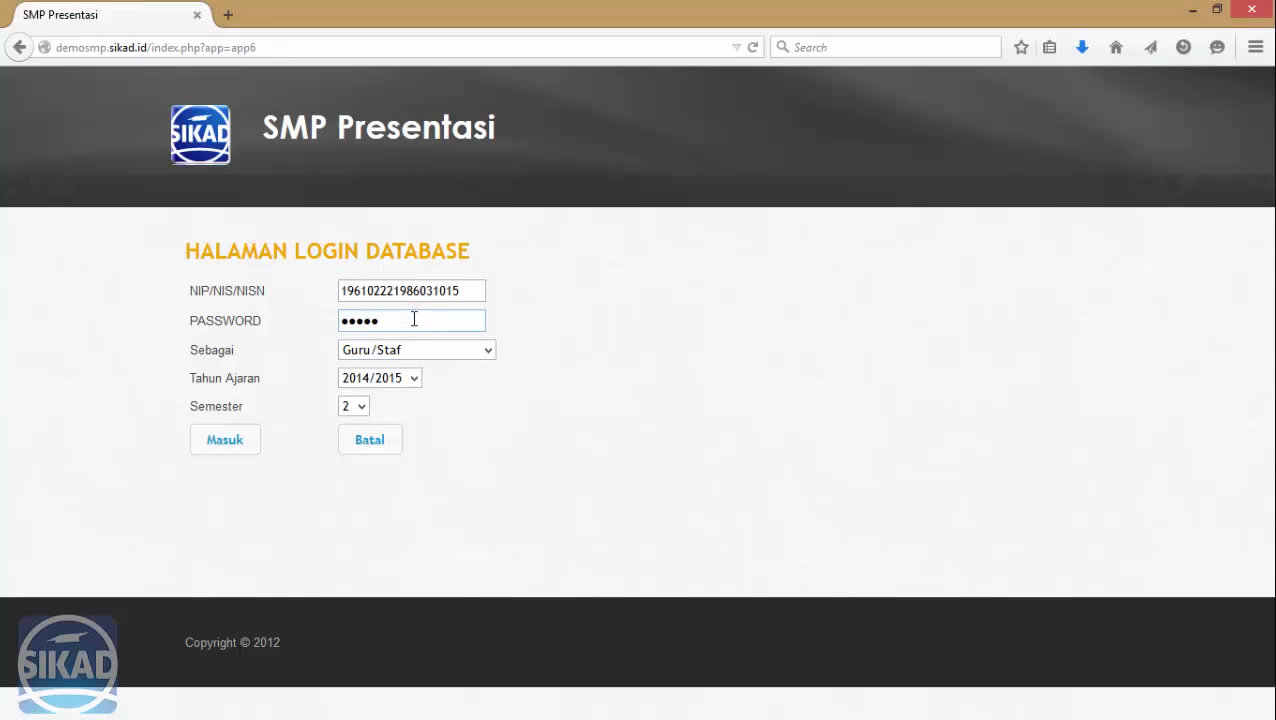 SMP Presentasi
demosmp.sikad.id/index.php?app=app6
Search
SIKAD
SMP Presentasi
HALAMAN LOGIN DATABASE
NIP/NIS/NISN 196102221986031015
PASSWORD •••••
Sebagai Guru/Staf
Tahun Ajaran 2014/2015
Semester 2
Masuk Batal
Copyright © 2012
SIKAD